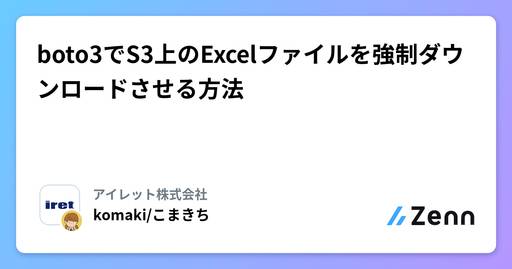 boto3でS3上のExcelファイルを強制ダウ
ンロードさせる方法
iret
アイレット株式会社
komaki/こまきち
Zenn